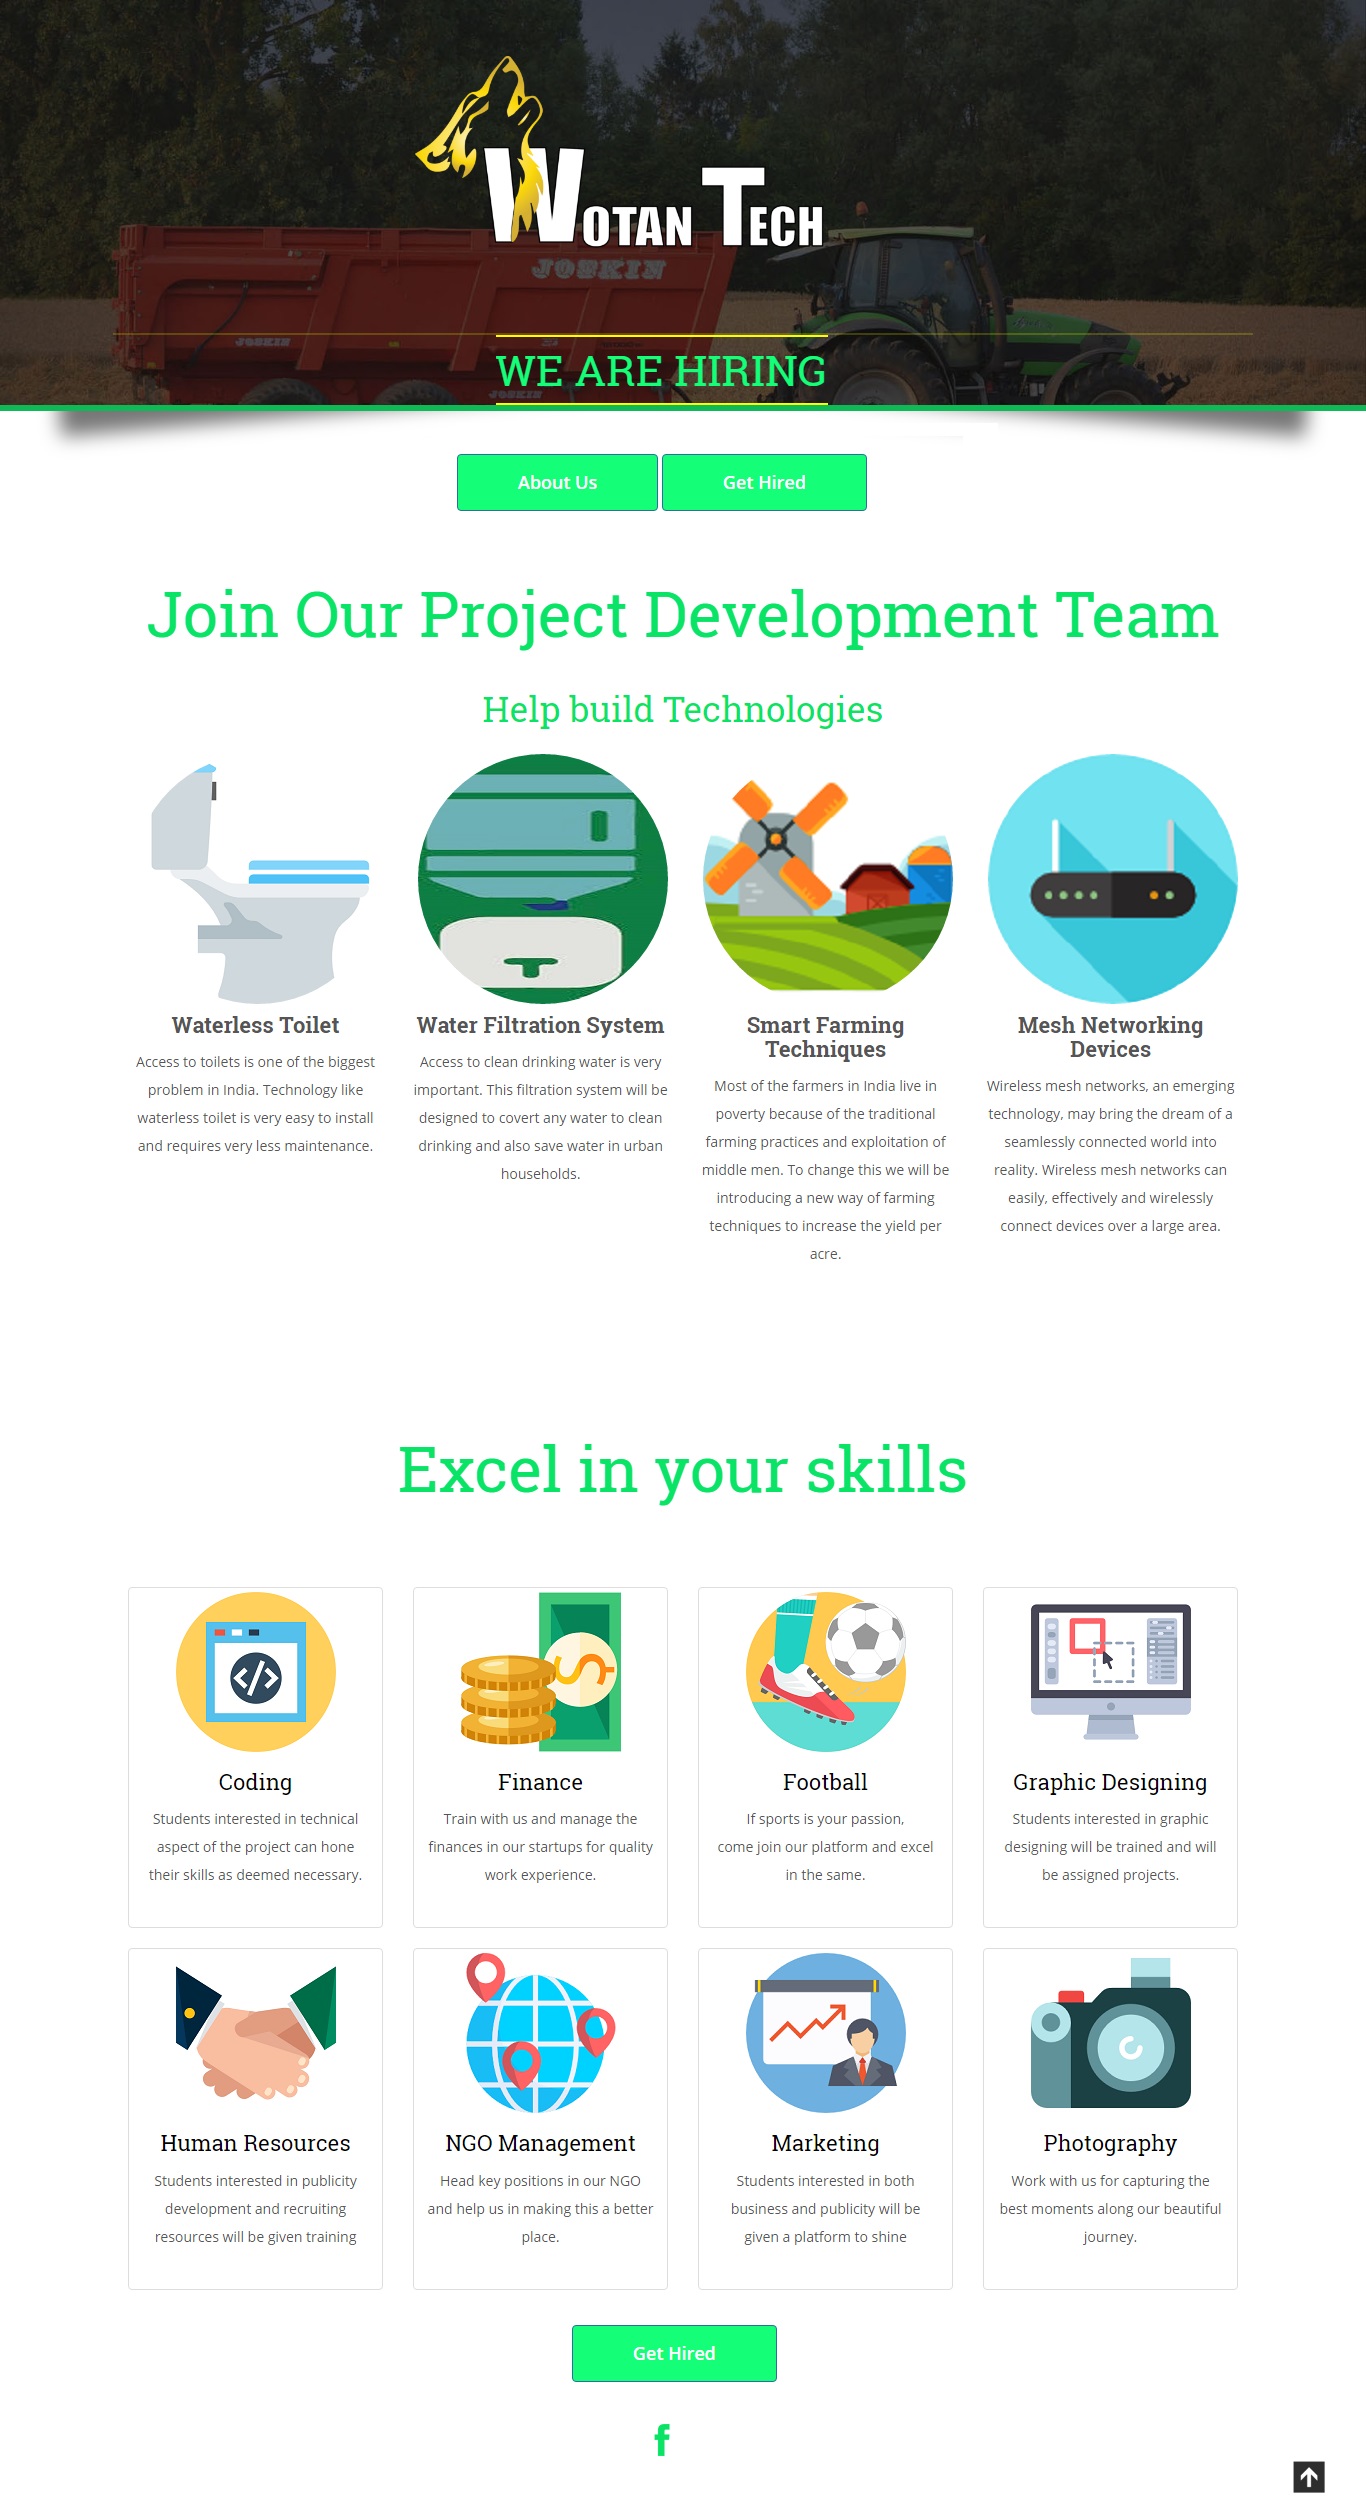 WOTAN TECH
JOSKIN
JOSKIN
JOSKIN
WE ARE HIRING
About Us
Get Hired
Join Our Project Development Team
Help build Technologies
Waterless Toilet
Access to toilets is one of the biggest
problem in India. Technology like
waterless toilet is very easy to install
and requires very less maintenance.
Water Filtration System
Access to clean drinking water is very
important. This filtration system will be
designed to covert any water to clean
drinking and also save water in urban
households.
Smart Farming
Techniques
Most of the farmers in India live in
poverty because of the traditional
farming practices and exploitation of
middle men. To change this we will be
introducing a new way of farming
techniques to increase the yield per
acre.
Mesh Networking
Devices
Wireless mesh networks, an emerging
technology, may bring the dream of a
seamlessly connected world into
reality. Wireless mesh networks can
easily, effectively and wirelessly
connect devices over a large area.
Excel in your skills
Coding
Students interested in technical
aspect of the project can hone
their skills as deemed necessary.
Finance
Train with us and manage the
finances in our startups for quality
work experience.
Football
If sports is your passion,
come join our platform and excel
in the same.
Graphic Designing
Students interested in graphic
designing will be trained and will
be assigned projects.
Human Resources
Students interested in publicity
development and recruiting
resources will be given training
NGO Management
Head key positions in our NGO
and help us in making this a better
place.
Marketing
Students interested in both
business and publicity will be
given a platform to shine
Photography
Work with us for capturing the
best moments along our beautiful
journey.
Get Hired